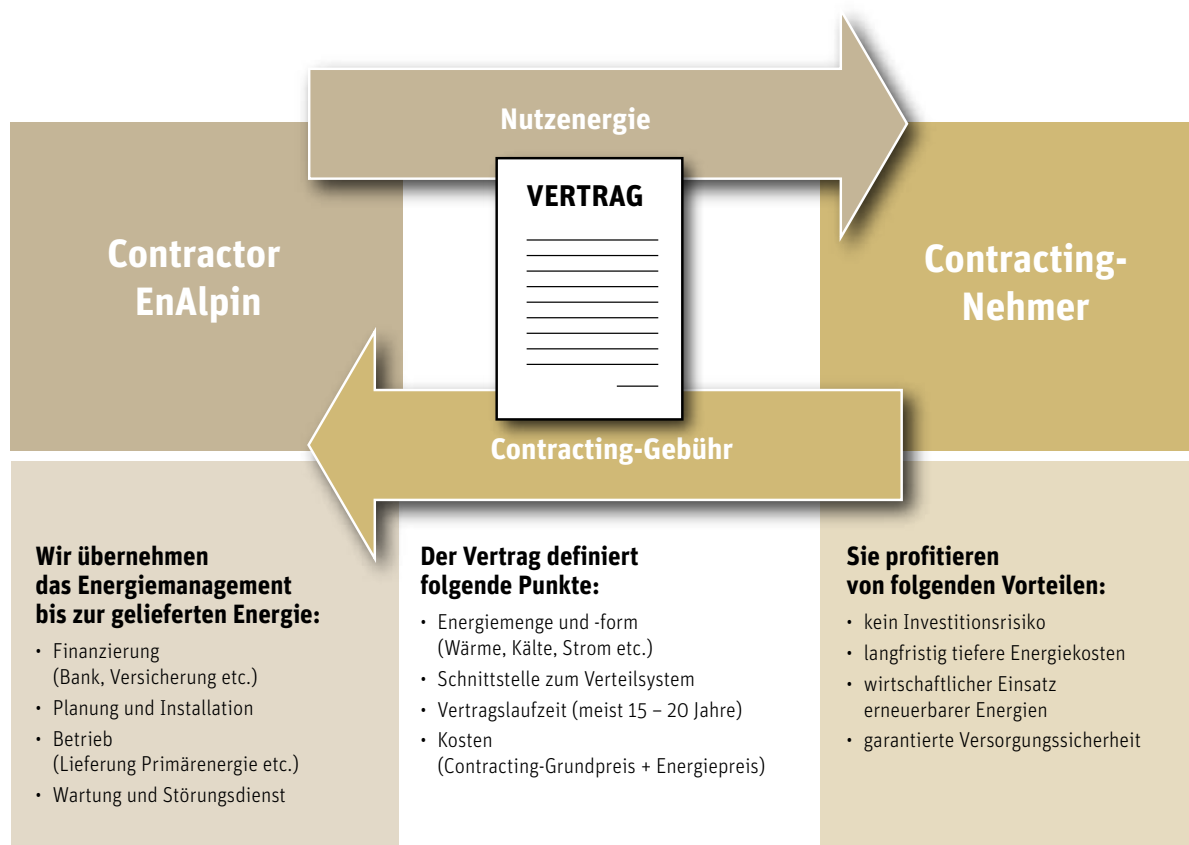 Nutzenergie
VERTRAG
Contractor
EnAlpin
Contracting-
Nehmer
Contracting-Gebühr
Wir übernehmen
das Energiemanagement
bis zur gelieferten Energie:
• Finanzierung
(Bank, Versicherung etc.)
• Planung und Installation
• Betrieb
(Lieferung Primärenergie etc.)
• Wartung und Störungsdienst
Der Vertrag definiert
folgende Punkte:
• Energiemenge und -form
(Wärme, Kälte, Strom etc.)
• Schnittstelle zum Verteilsystem
• Vertragslaufzeit (meist 15 – 20 Jahre)
• Kosten
(Contracting-Grundpreis + Energiepreis)
Sie profitieren
von folgenden Vorteilen:
• kein Investitionsrisiko
• langfristig tiefere Energiekosten
• wirtschaftlicher Einsatz
erneuerbarer Energien
• garantierte Versorgungssicherheit